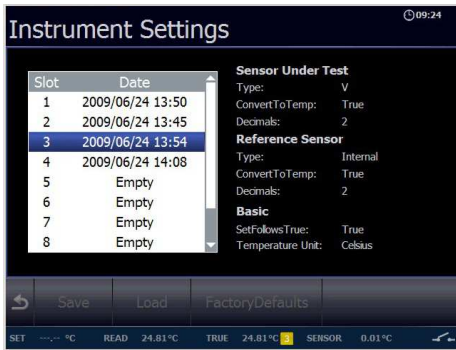 Instrument Settings
09:24
Slot Date
1 2009/06/24 13:50
2 2009/06/24 13:45
3 2009/06/24 13:54
4 2009/06/24 14:08
5 Empty
6 Empty
7 Empty
8 Empty
Sensor Under Test
Type: V
ConvertToTemp: True
Decimals: 2
Reference Sensor
Type: Internal
ConvertToTemp: True
Decimals: 2
Basic
SetFollowsTrue: True
Temperature Unit: Celsius
Save Load FactoryDefaults
SET ---.-- °C READ 24.81°C TRUE 24.81°C 3 SENSOR 0.01°C